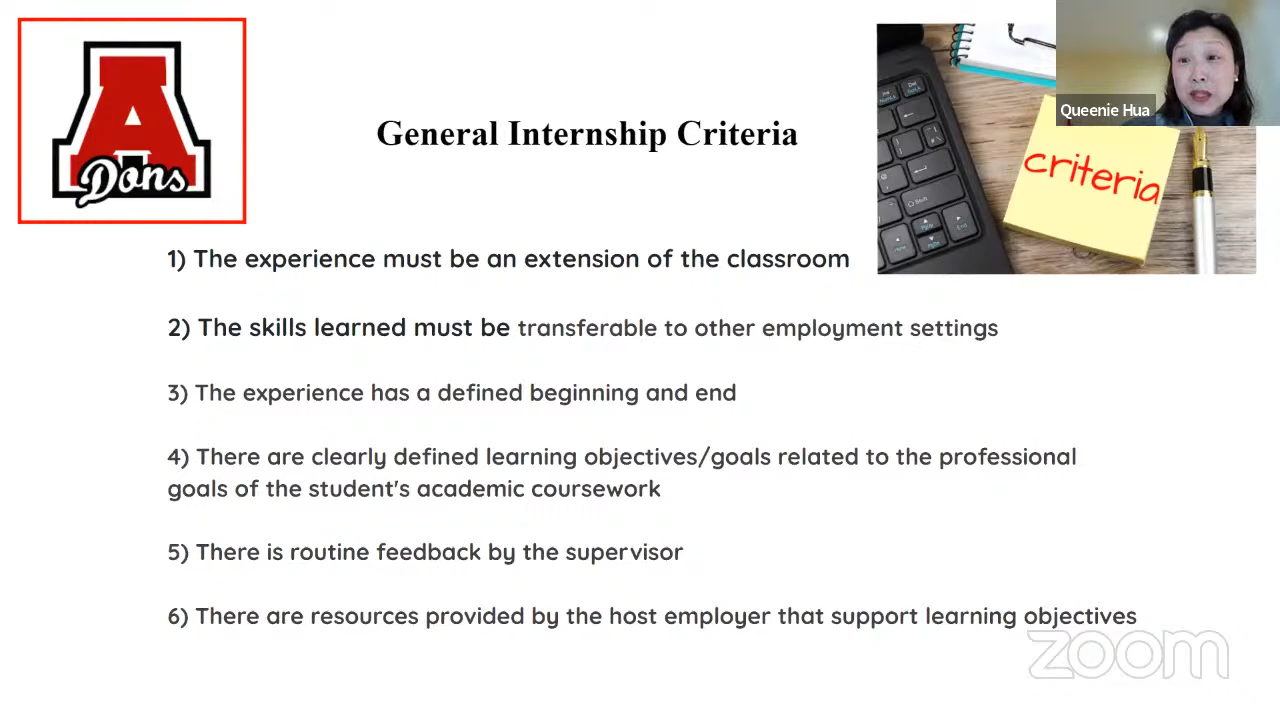 A
Dons
General Internship Criteria
Queenie Hua
criteria
1) The experience must be an extension of the classroom
2) The skills learned must be transferable to other employment settings
3) The experience has a defined beginning and end
4) There are clearly defined learning objectives/goals related to the professional
goals of the student's academic coursework
5) There is routine feedback by the supervisor
6) There are resources provided by the host employer that support learning objectives
zoom